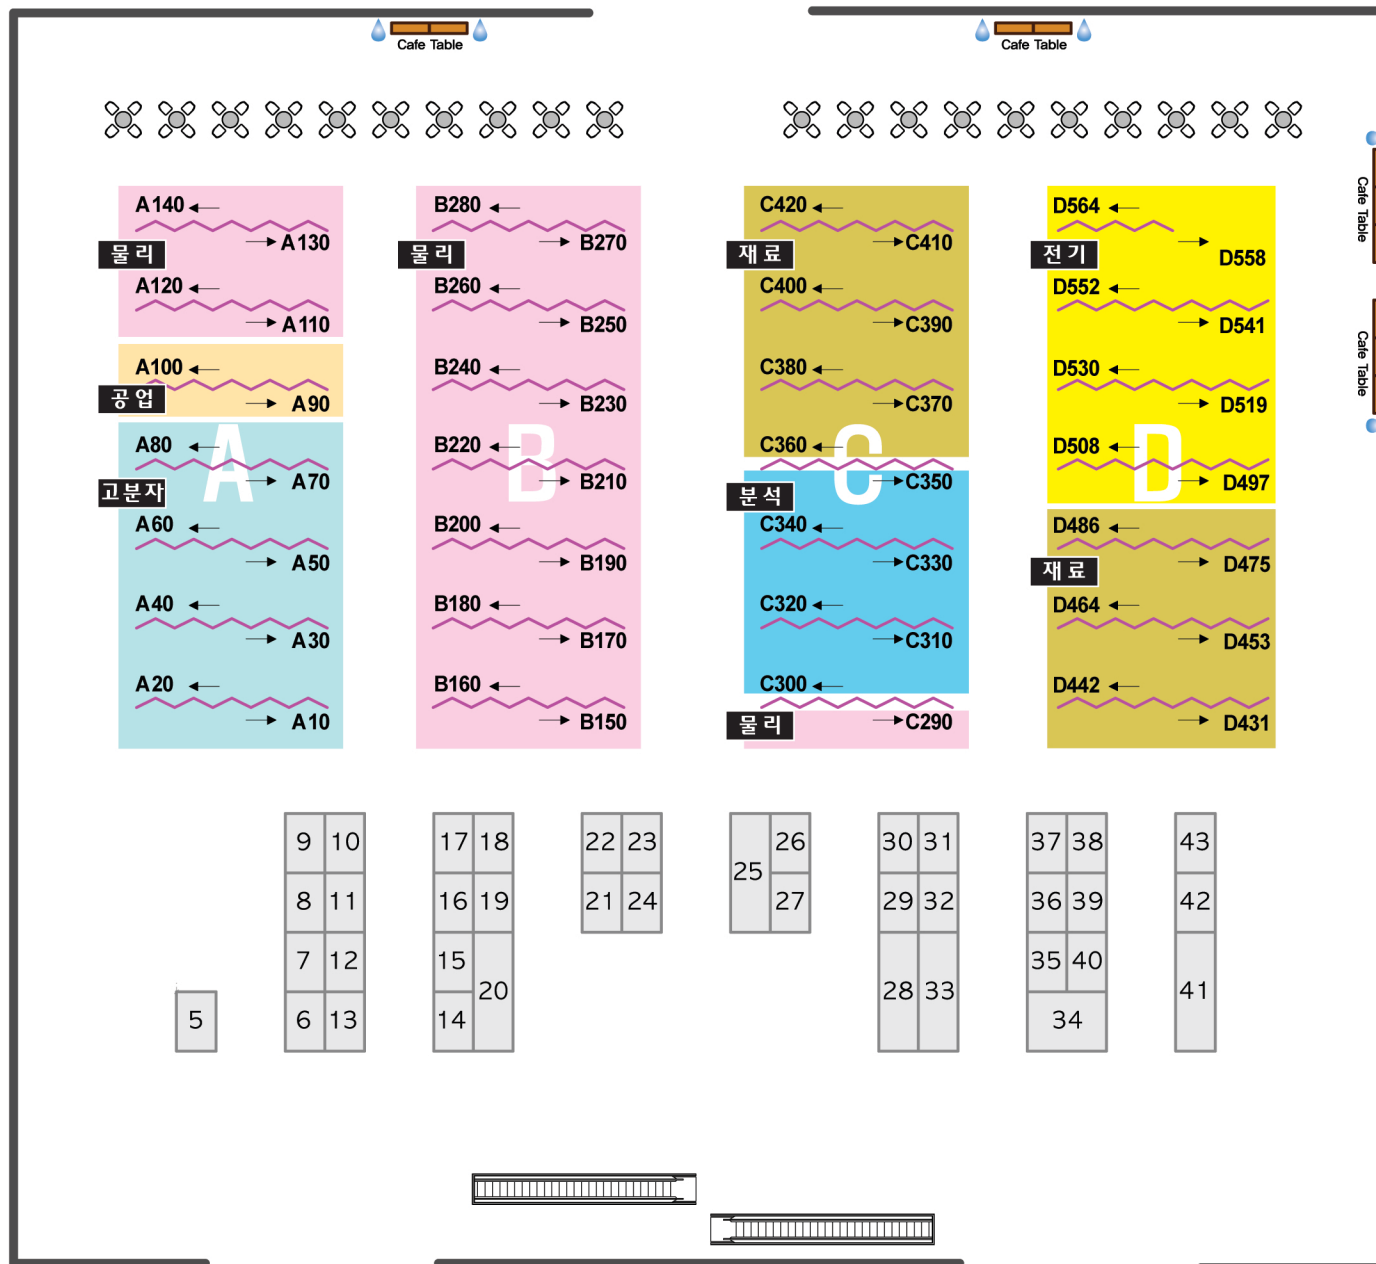 Cafe Table
Cafe Table
Cafe Table
Cafe Table
A
A140
A130
물리
A120
A110
A100
공업
A90
A80
A70
고분자
A60
A50
A40
A30
A20
A10
B
B280
B270
물리
B260
B250
B240
B230
B220
B210
B200
B190
B180
B170
B160
B150
C
C420
C410
재료
C400
C390
C380
C370
C360
C350
분석
C340
C330
C320
C310
C300
C290
물리
D
D564
D558
전기
D552
D541
D530
D519
D508
D497
D486
D475
재료
D464
D453
D442
D431
9 10 17 18 22 23 26 30 31 37 38 43
25
8 11 16 19 21 24 27 29 32 36 39 42
7 12 15 35 40
20 28 33 41
5 6 13 14 34